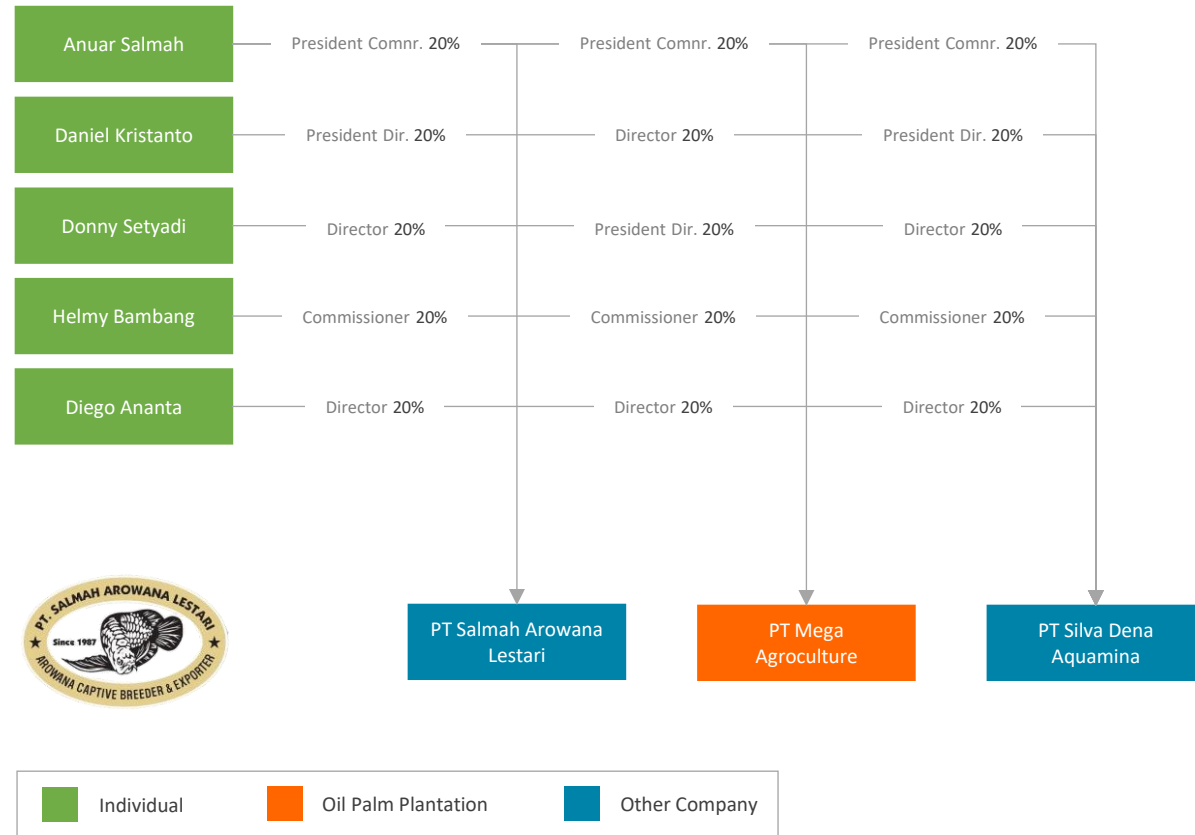 Anuar Salmah President Comnr. 20% President Comnr. 20% President Comnr. 20%
Daniel Kristanto President Dir. 20% Director 20% President Dir. 20%
Donny Setyadi Director 20% President Dir. 20% Director 20%
Helmy Bambang Commissioner 20% Commissioner 20% Commissioner 20%
Diego Ananta Director 20% Director 20% Director 20%
PT. SALMAH AROWANA LESTARI
Since 1987
AROWANA CAPTIVE BREEDER & EXPORTER
PT Salmah Arowana
Lestari
PT Mega
Agroculture
PT Silva Dena
Aquamina
Individual Oil Palm Plantation Other Company